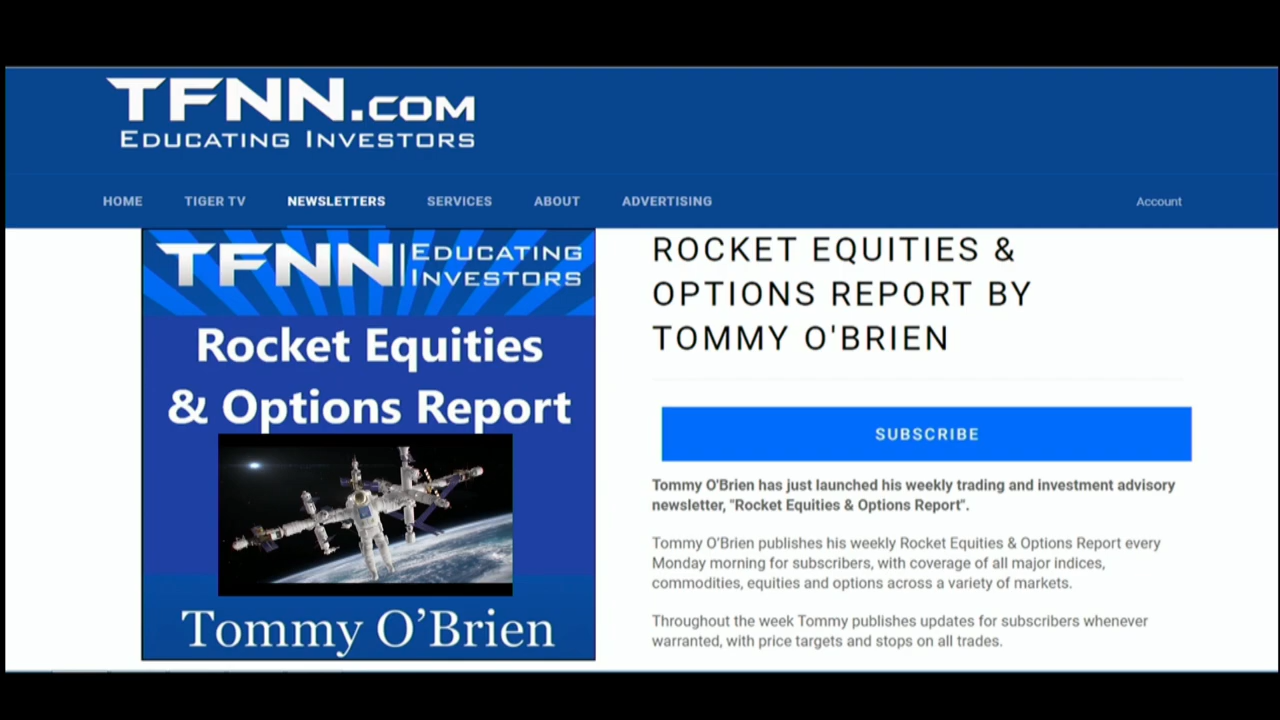 TFNN.COM
EDUCATING INVESTORS
HOME TIGER TV NEWSLETTERS SERVICES ABOUT ADVERTISING Account
TFNN EDUCATING
INVESTORS
Rocket Equities
& Options Report
Tommy O’Brien
ROCKET EQUITIES &
OPTIONS REPORT BY
TOMMY O'BRIEN
SUBSCRIBE
Tommy O'Brien has just launched his weekly trading and investment advisory
newsletter, "Rocket Equities & Options Report".
Tommy O’Brien publishes his weekly Rocket Equities & Options Report every
Monday morning for subscribers, with coverage of all major indices,
commodities, equities and options across a variety of markets.
Throughout the week Tommy publishes updates for subscribers whenever
warranted, with price targets and stops on all trades.